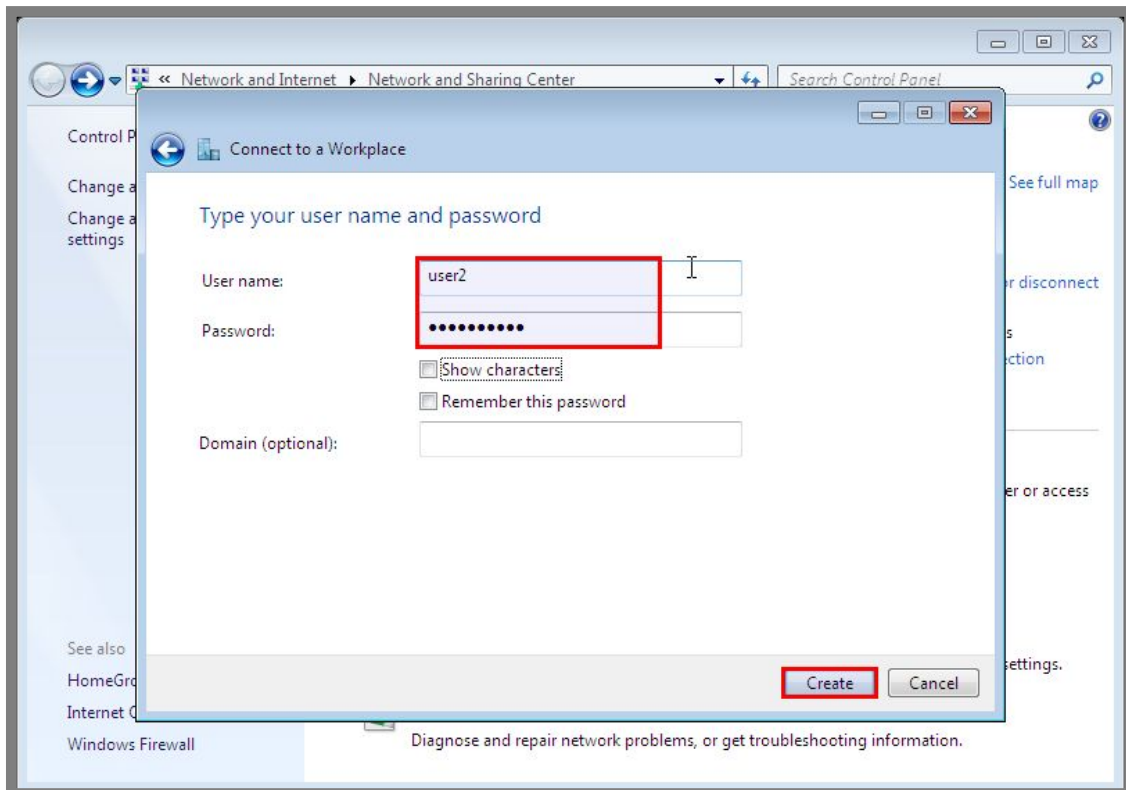 « Network and Internet ▸ Network and Sharing Center
Search Control Panel
Control P
Change a
Change a
settings
See also
HomeGro
Internet O
Windows Firewall
Connect to a Workplace
Type your user name and password
User name:
user2
Password:
••••••••••
Show characters
Remember this password
Domain (optional):
Create
Cancel
See full map
or disconnect
s
ction
er or access
settings.
Diagnose and repair network problems, or get troubleshooting information.